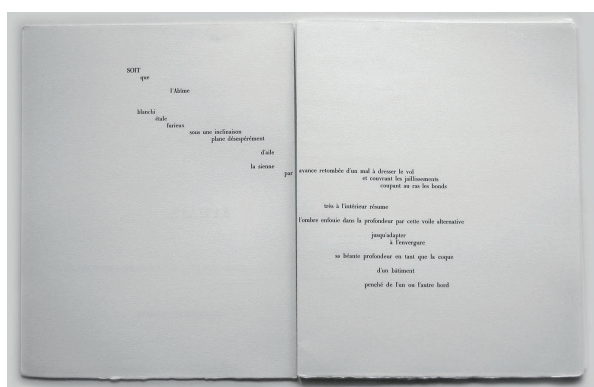 SOIT
que
l'Abîme
blanchi
étale
furieux
sous une inclinaison
plane désespérément
d'aile
la sienne
par avance retombée d'un mal à dresser le vol
et couvrant les jaillissements
coupant au ras les bonds
très à l'intérieur résume
l'ombre enfouie dans la profondeur par cette voile alternative
jusqu'adapter
à l'envergure
sa béante profondeur en tant que la coque
d'un bâtiment
penché de l'un ou l'autre bord